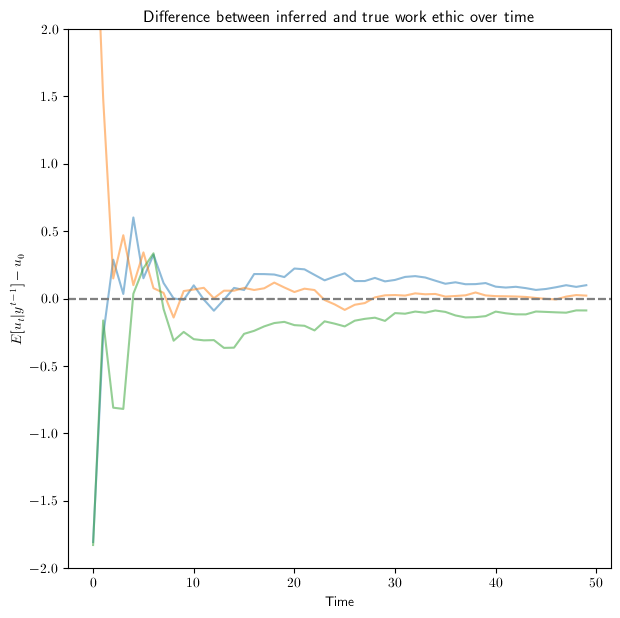 Difference between inferred and true work ethic over time
2.0
1.5
1.0
0.5
0.0
−0.5
−1.0
−1.5
−2.0
E[u_t|y^{t−1}] − u_0
0 10 20 30 40 50
Time